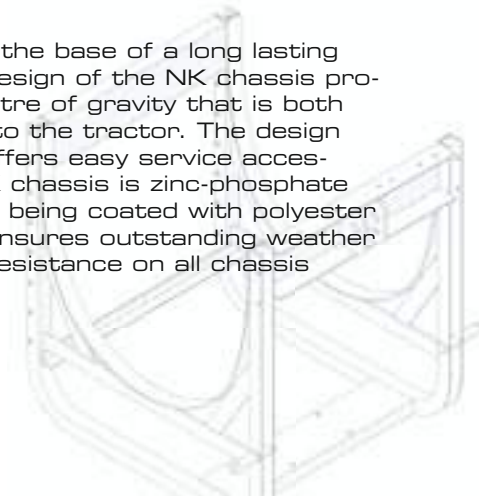 the base of a long lasting
esign of the NK chassis pro-
tre of gravity that is both
to the tractor. The design
ffers easy service acces-
chassis is zinc-phosphate
being coated with polyester
nsures outstanding weather
esistance on all chassis